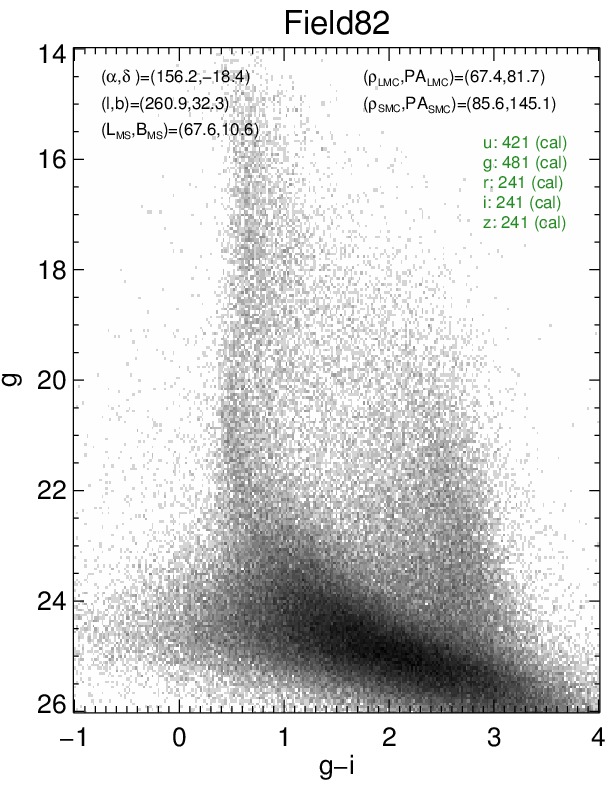 Field82
(α,δ )=(156.2,−18.4)
(ρLMC,PALMC)=(67.4,81.7)
(l,b)=(260.9,32.3)
(ρSMC,PASMC)=(85.6,145.1)
(LMS,BMS)=(67.6,10.6)
u: 421 (cal)
g: 481 (cal)
r: 241 (cal)
i: 241 (cal)
z: 241 (cal)
14
16
18
20
22
24
26
g
−1 0 1 2 3 4
g−i